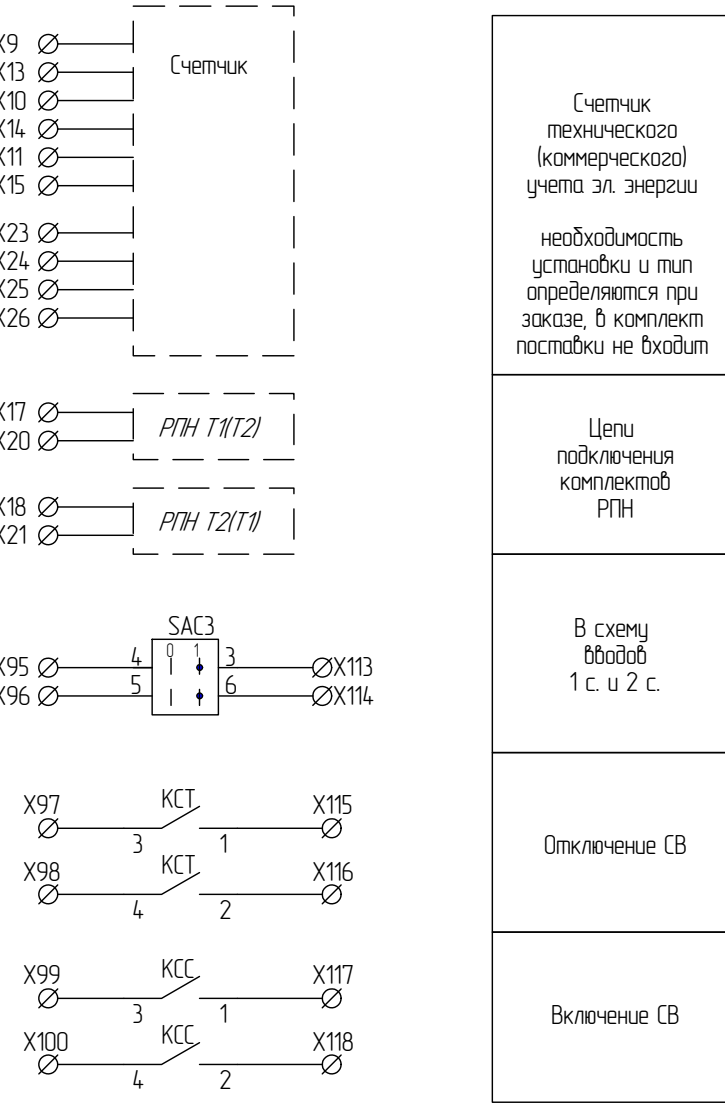 X9
X13
X10
X14
X11
X15
X23
X24
X25
X26
Счетчик
Счетчик
технического
(коммерческого)
учета эл. энергии
необходимость
установки и тип
определяются при
заказе, в комплект
поставки не входит
X17
X20
РПН Т1(Т2)
X18
X21
РПН Т2(Т1)
Цепи
подключения
комплектов
РПН
SAC3
0 1
X95 4 3 X113
X96 5 6 X114
В схему
вводов
1 с. и 2 с.
X97 КСТ X115
3 1
X98 КСТ X116
4 2
Отключение СВ
X99 КСС X117
3 1
X100 КСС X118
4 2
Включение СВ